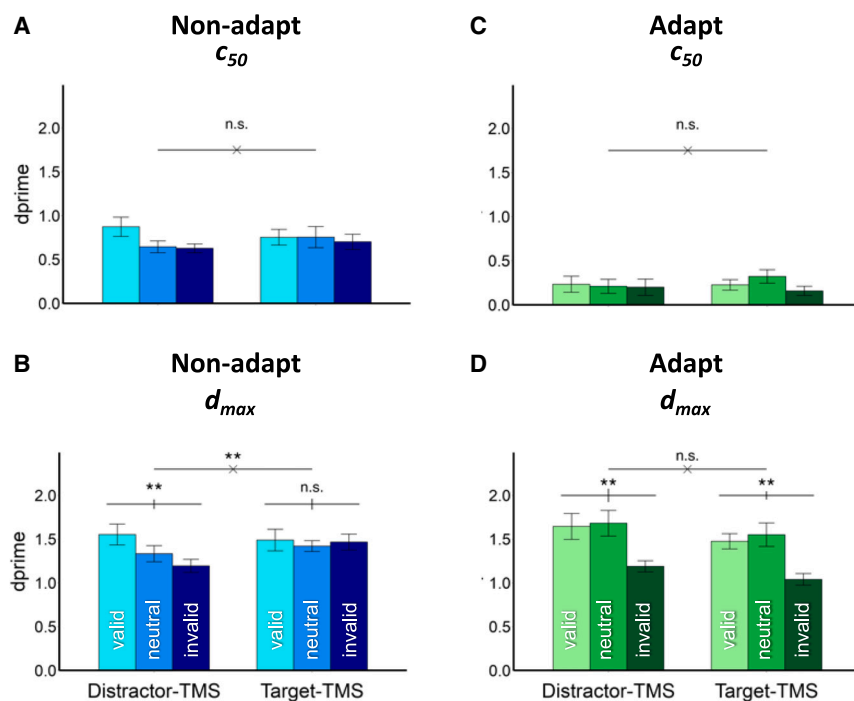 A
Non-adapt
c50
dprime
2.0
1.5
1.0
0.5
0.0
n.s.
C
Adapt
c50
2.0
1.5
1.0
0.5
0.0
n.s.
B
Non-adapt
dmax
dprime
2.0
1.5
1.0
0.5
0.0
**
**
n.s.
valid
neutral
invalid
valid
neutral
invalid
Distractor-TMS
Target-TMS
D
Adapt
dmax
2.0
1.5
1.0
0.5
0.0
n.s.
**
**
valid
neutral
invalid
valid
neutral
invalid
Distractor-TMS
Target-TMS